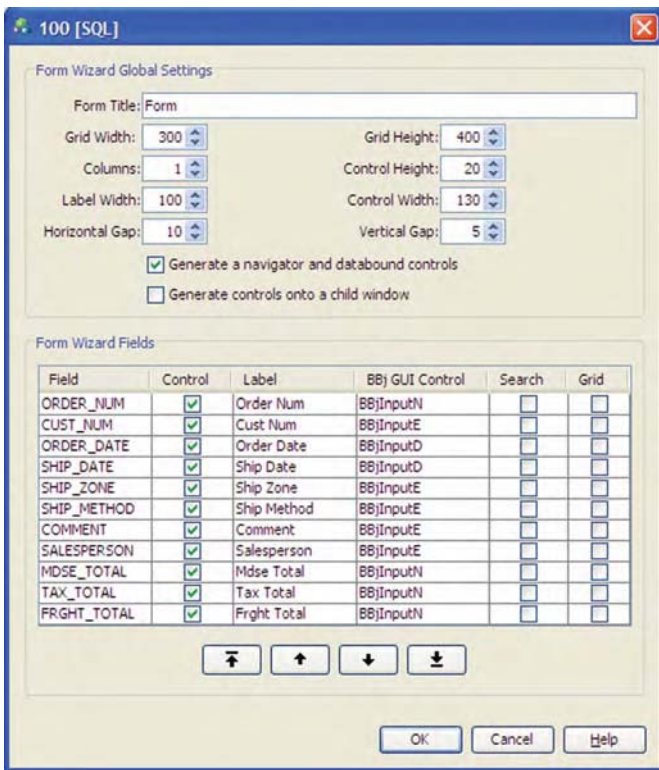 100 [SQL]
Form Wizard Global Settings
Form Title: Form
Grid Width: 300 Grid Height: 400
Columns: 1 Control Height: 20
Label Width: 100 Control Width: 130
Horizontal Gap: 10 Vertical Gap: 5
Generate a navigator and databound controls
Generate controls onto a child window
Form Wizard Fields
Field Control Label BBj GUI Control Search Grid
ORDER_NUM Order Num BBjInputN
CUST_NUM Cust Num BBjInputE
ORDER_DATE Order Date BBjInputD
SHIP_DATE Ship Date BBjInputD
SHIP_ZONE Ship Zone BBjInputE
SHIP_METHOD Ship Method BBjInputE
COMMENT Comment BBjInputE
SALESPERSON Salesperson BBjInputE
MDSE_TOTAL Mdse Total BBjInputN
TAX_TOTAL Tax Total BBjInputN
FRGHT_TOTAL Frght Total BBjInputN
OK Cancel Help